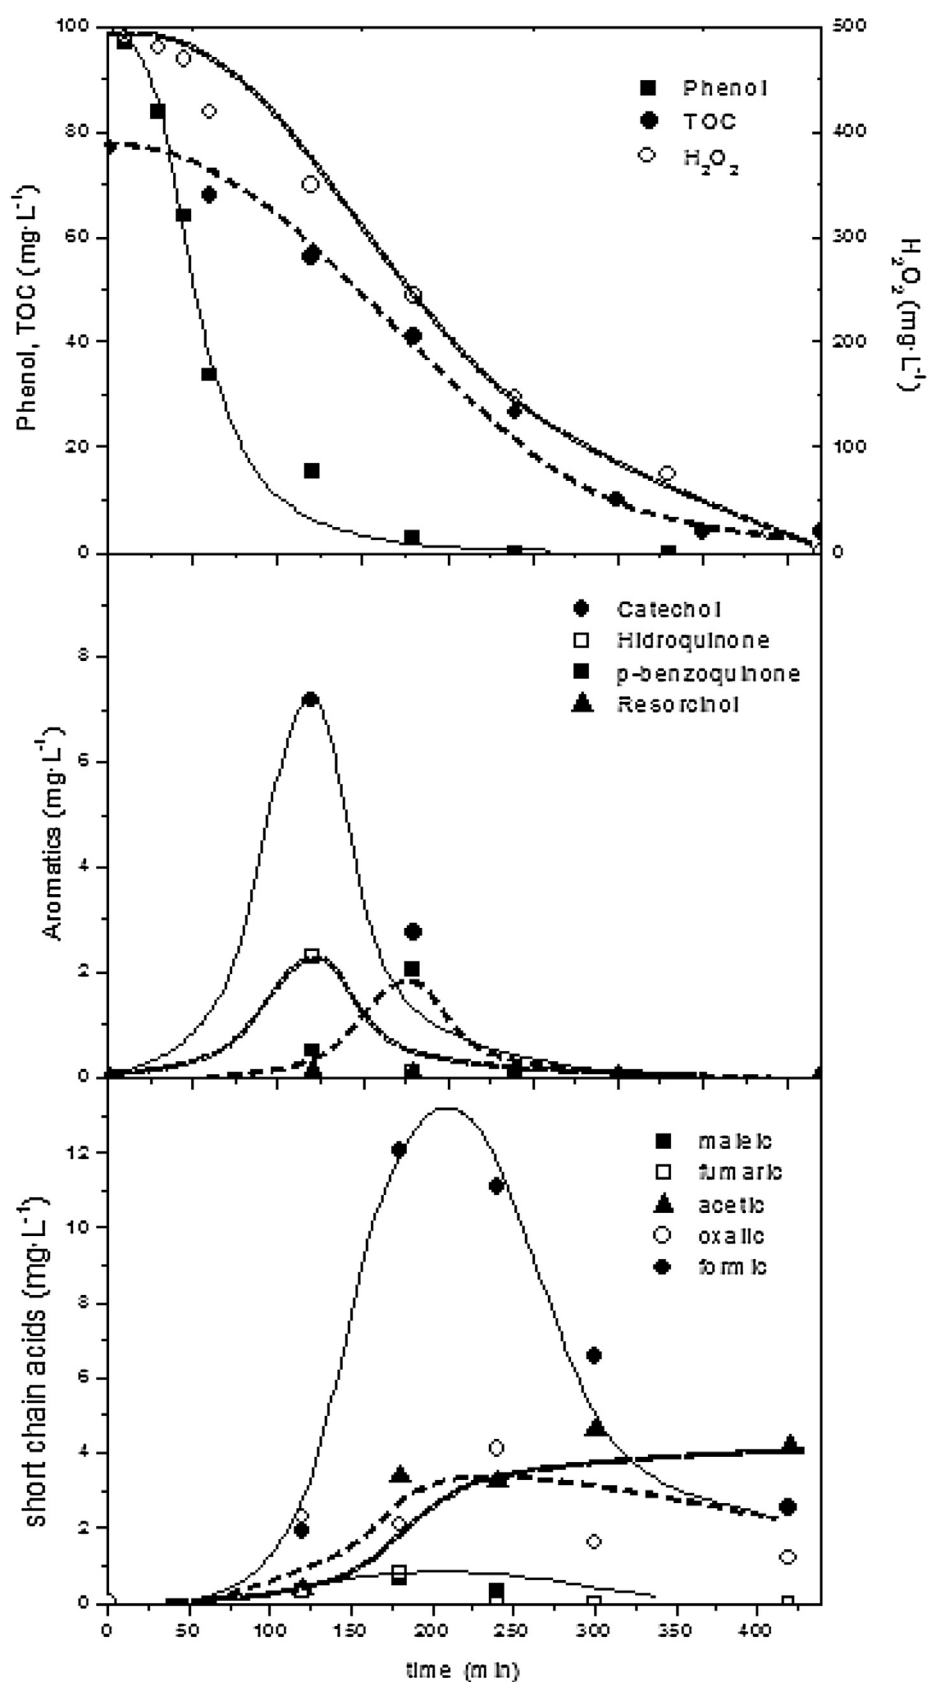 100
500
Phenol
TOC
H₂O₂
80
400
60
300
40
200
20
100
0
0
Phenol, TOC (mg·L⁻¹)
H₂O₂ (mg·L⁻¹)
Catechol
Hidroquinone
p-benzoquinone
Resorcinol
8
6
4
2
0
Aromatics (mg·L⁻¹)
maleic
fumaric
acetic
oxalic
formic
12
10
8
6
4
2
0
short chain acids (mg·L⁻¹)
0 50 100 150 200 250 300 350 400
time (min)